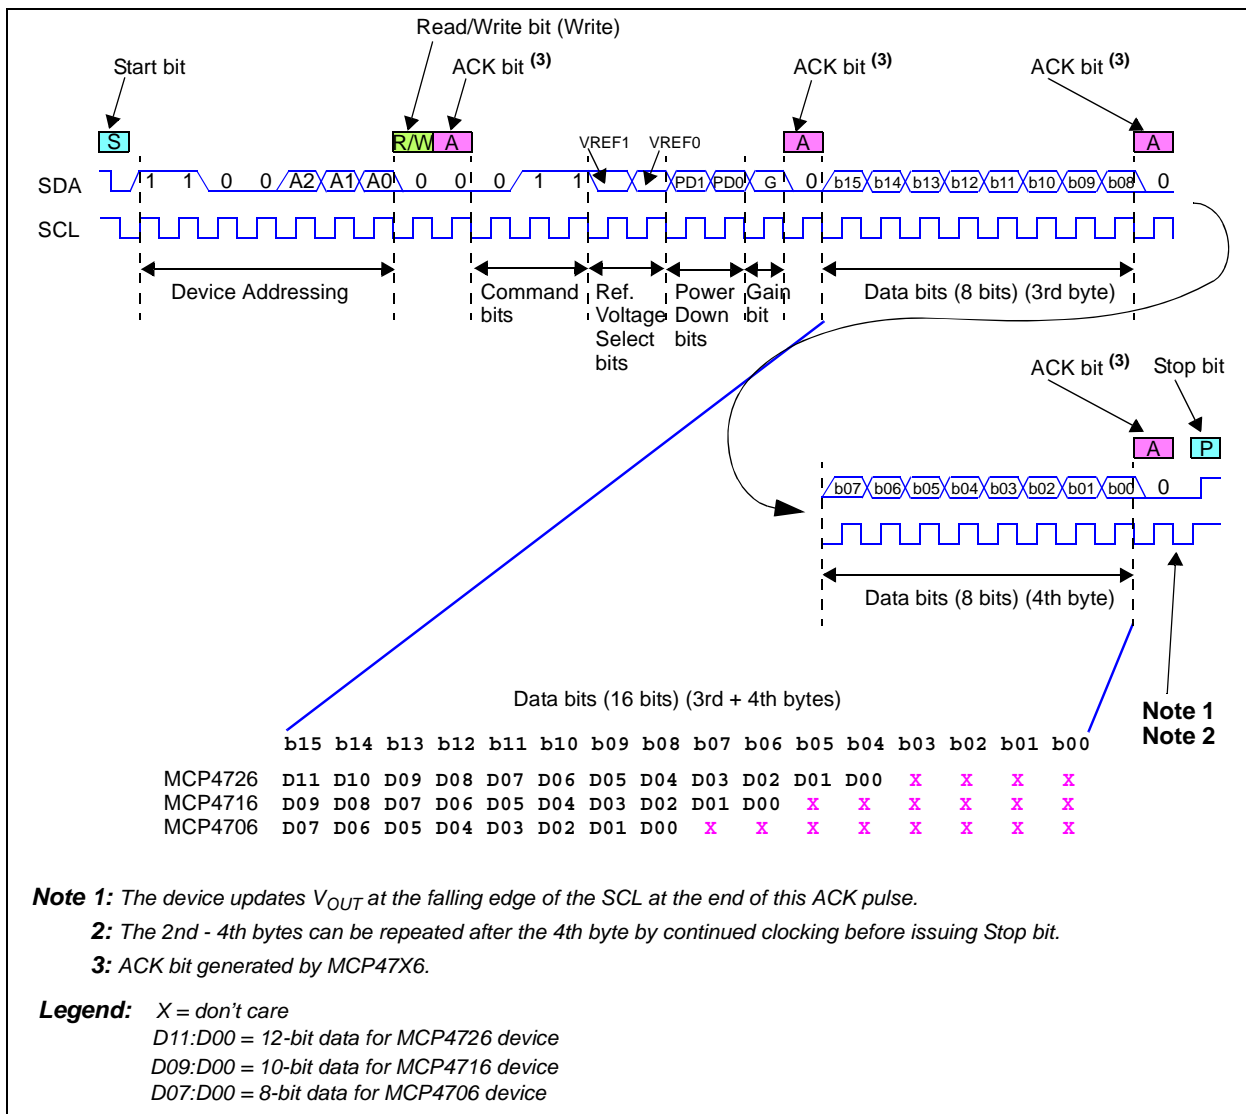 Read/Write bit (Write)
Start bit
ACK bit (3)
ACK bit (3)
ACK bit (3)
S
R/W
A
A
A
VREF1
VREF0
SDA
1 1 0 0 A2 A1 A0 0 0 0 1 1 PD1 PD0 G 0 b15 b14 b13 b12 b11 b10 b09 b08 0
SCL
Device Addressing
Command bits
Ref. Voltage Select bits
Power Down bits
Gain bit
Data bits (8 bits) (3rd byte)
ACK bit (3)
Stop bit
A
P
b07 b06 b05 b04 b03 b02 b01 b00 0
Data bits (8 bits) (4th byte)
Note 1
Note 2
Data bits (16 bits) (3rd + 4th bytes)
b15 b14 b13 b12 b11 b10 b09 b08 b07 b06 b05 b04 b03 b02 b01 b00
MCP4726 D11 D10 D09 D08 D07 D06 D05 D04 D03 D02 D01 D00 X X X X
MCP4716 D09 D08 D07 D06 D05 D04 D03 D02 D01 D00 X X X X X X
MCP4706 D07 D06 D05 D04 D03 D02 D01 D00 X X X X X X X X
Note 1: The device updates VOUT at the falling edge of the SCL at the end of this ACK pulse.
2: The 2nd - 4th bytes can be repeated after the 4th byte by continued clocking before issuing Stop bit.
3: ACK bit generated by MCP47X6.
Legend: X = don't care
D11:D00 = 12-bit data for MCP4726 device
D09:D00 = 10-bit data for MCP4716 device
D07:D00 = 8-bit data for MCP4706 device